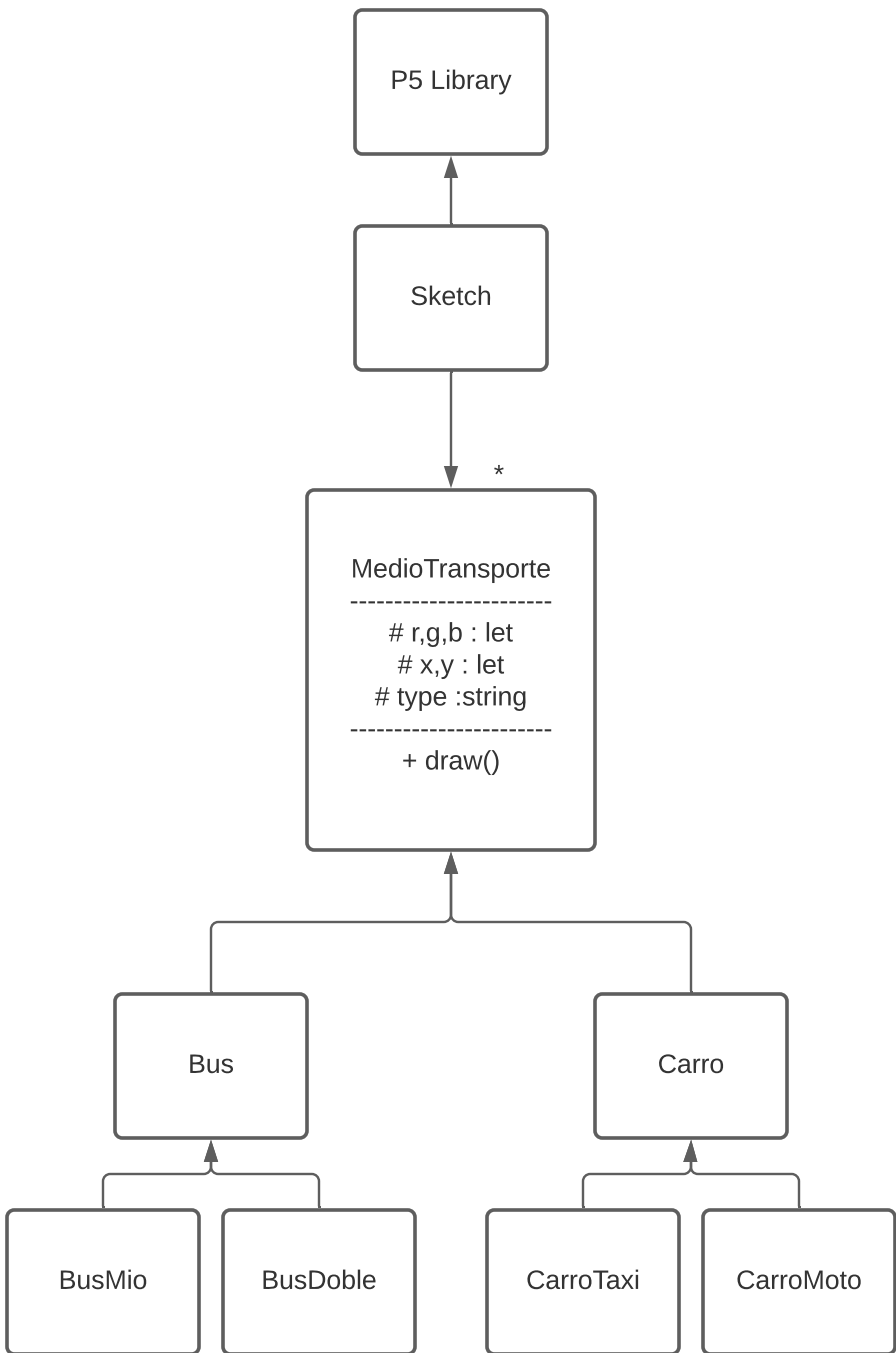 P5 Library
Sketch
*
MedioTransporte
-----------------------
# r,g,b : let
# x,y : let
# type :string
-----------------------
+ draw()
Bus
Carro
BusMio
BusDoble
CarroTaxi
CarroMoto